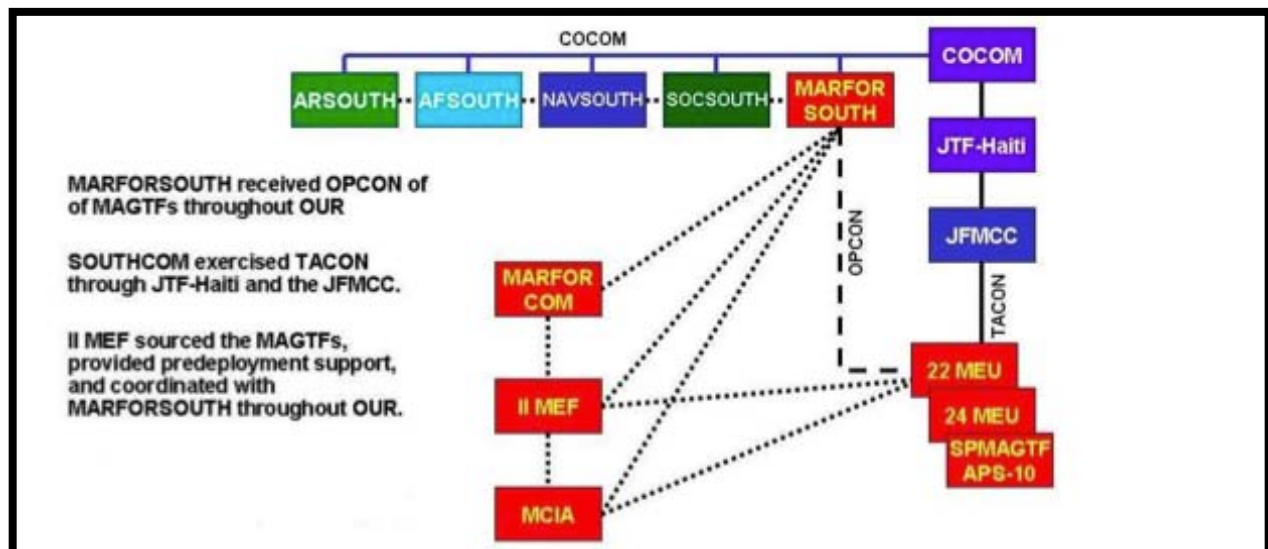 COCOM
COCOM
ARSOUTH
AFSOUTH
NAVSOUTH
SOCSOUTH
MARFOR
SOUTH
JTF-Haiti
MARFORSOUTH received OPCON of
of MAGTFs throughout OUR
JFMCC
OPCON
SOUTHCOM exercised TACON
through JTF-Haiti and the JFMCC.
MARFOR
COM
TACON
II MEF sourced the MAGTFs,
provided predeployment support,
and coordinated with
MARFORSOUTH throughout OUR.
22 MEU
II MEF
24 MEU
SPMAGTF
APS-10
MCIA